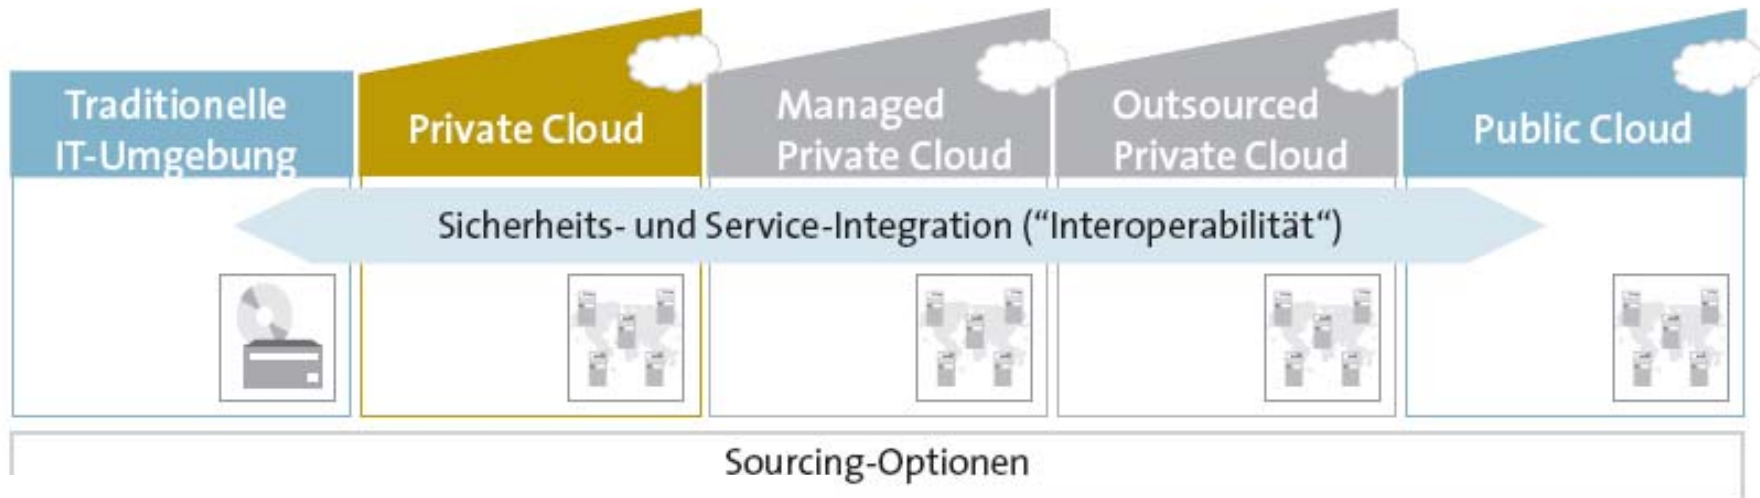 Traditionelle
IT-Umgebung
Private Cloud
Managed
Private Cloud
Outsourced
Private Cloud
Public Cloud
Sicherheits- und Service-Integration (“Interoperabilität“)
Sourcing-Optionen